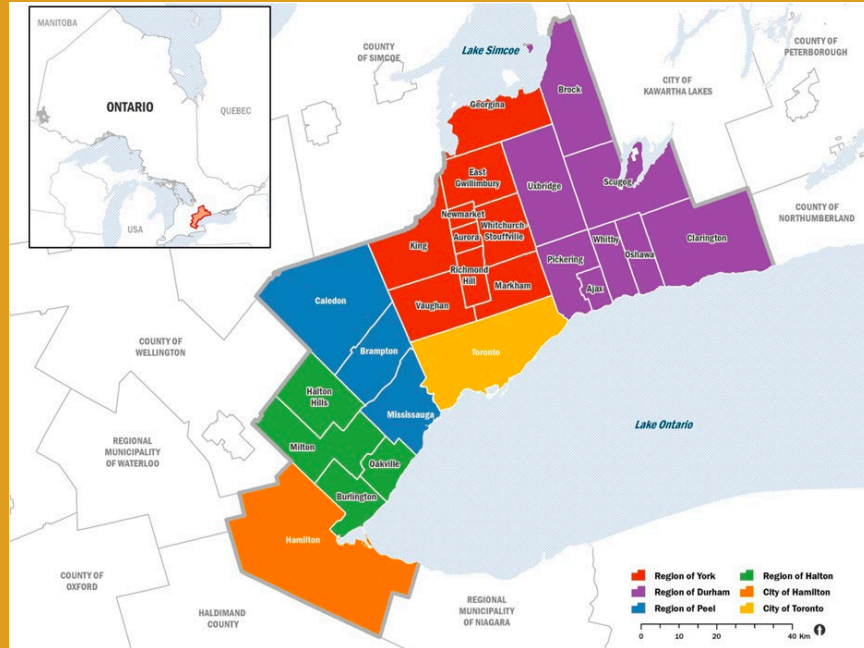 MANITOBA
ONTARIO
QUEBEC
USA
COUNTY
OF SIMCOE
Lake Simcoe
COUNTY OF
PETERBOROUGH
CITY OF
KAWARTHA LAKES
Brock
Georgina
East
Gwillimbury
Uxbridge
Scugog
COUNTY OF
NORTHUMBERLAND
Newmarket
Whitchurch-
Stouffville
King
Aurora
Richmond
Hill
Markham
Vaughan
Pickering
Whitby
Oshawa
Clarington
Ajax
Caledon
Brampton
Toronto
Mississauga
COUNTY OF
WELLINGTON
Halton
Hills
Milton
Oakville
Burlington
Lake Ontario
REGIONAL
MUNICIPALITY
OF WATERLOO
Hamilton
COUNTY OF
OXFORD
HALDIMAND
COUNTY
REGIONAL
MUNICIPALITY
OF NIAGARA
Region of York
Region of Durham
Region of Peel
Region of Halton
City of Hamilton
City of Toronto
0 10 20 40 Km